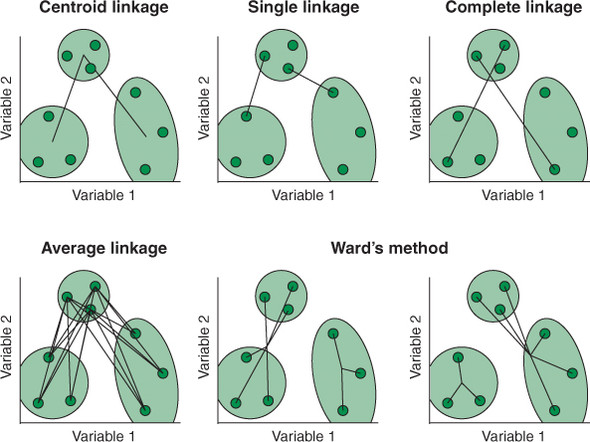 Centroid linkage
Single linkage
Complete linkage
Variable 2
Variable 2
Variable 2
Variable 1
Variable 1
Variable 1
Average linkage
Ward's method
Variable 2
Variable 2
Variable 2
Variable 1
Variable 1
Variable 1